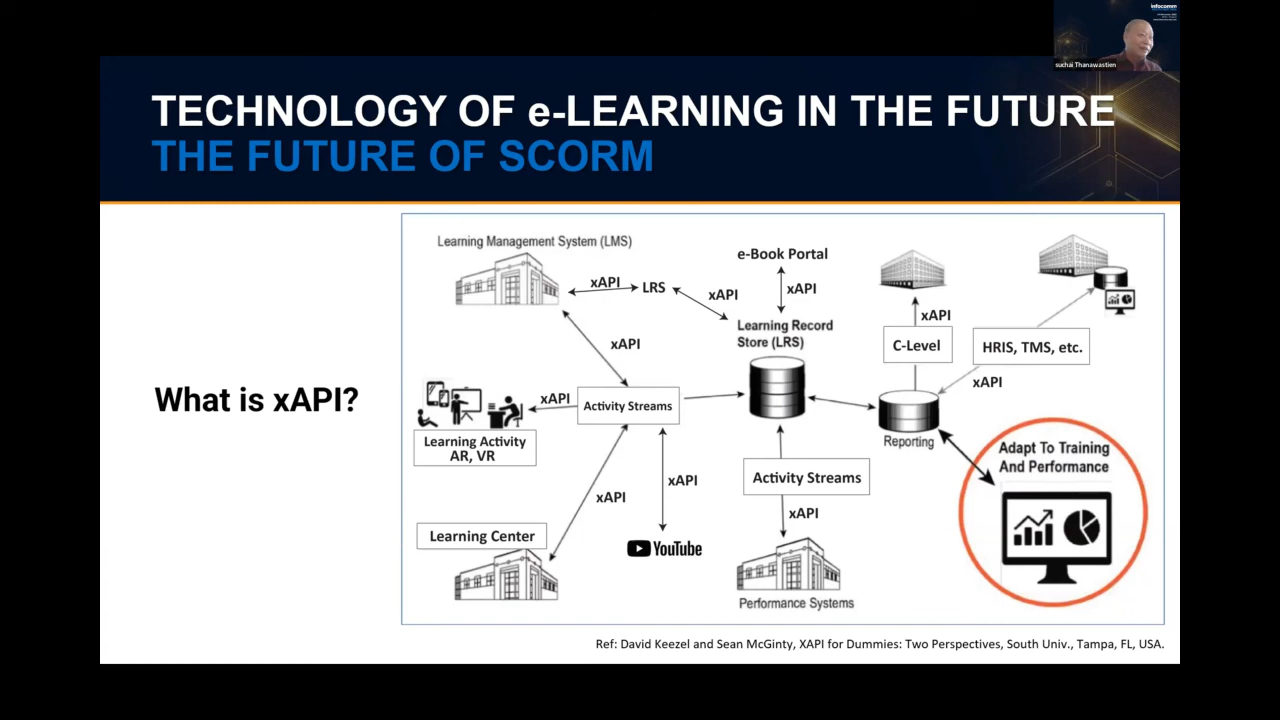 infocomm
suchai Thanawastien
TECHNOLOGY OF e-LEARNING IN THE FUTURE
THE FUTURE OF SCORM
What is xAPI?
Learning Management System (LMS)
xAPI
LRS
xAPI
e-Book Portal
xAPI
Learning Record
Store (LRS)
xAPI
C-Level
HRIS, TMS, etc.
xAPI
xAPI
xAPI
Activity Streams
Learning Activity
AR, VR
Reporting
Adapt To Training
And Performance
xAPI
xAPI
Activity Streams
xAPI
Learning Center
YouTube
Performance Systems
Ref: David Keezel and Sean McGinty, XAPI for Dummies: Two Perspectives, South Univ., Tampa, FL, USA.